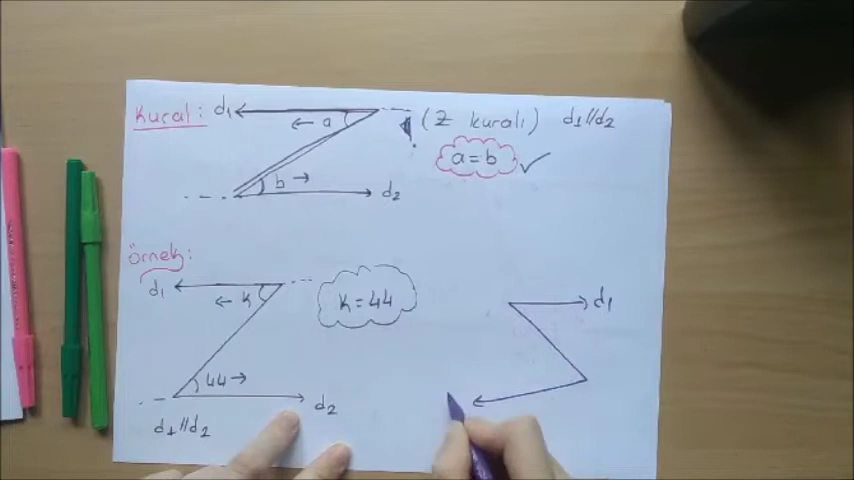 Kural: d1 a (Z kuralı) d1//d2
a=b
b d2
örnek:
d1 k k=44 d1
44 d2
d1//d2